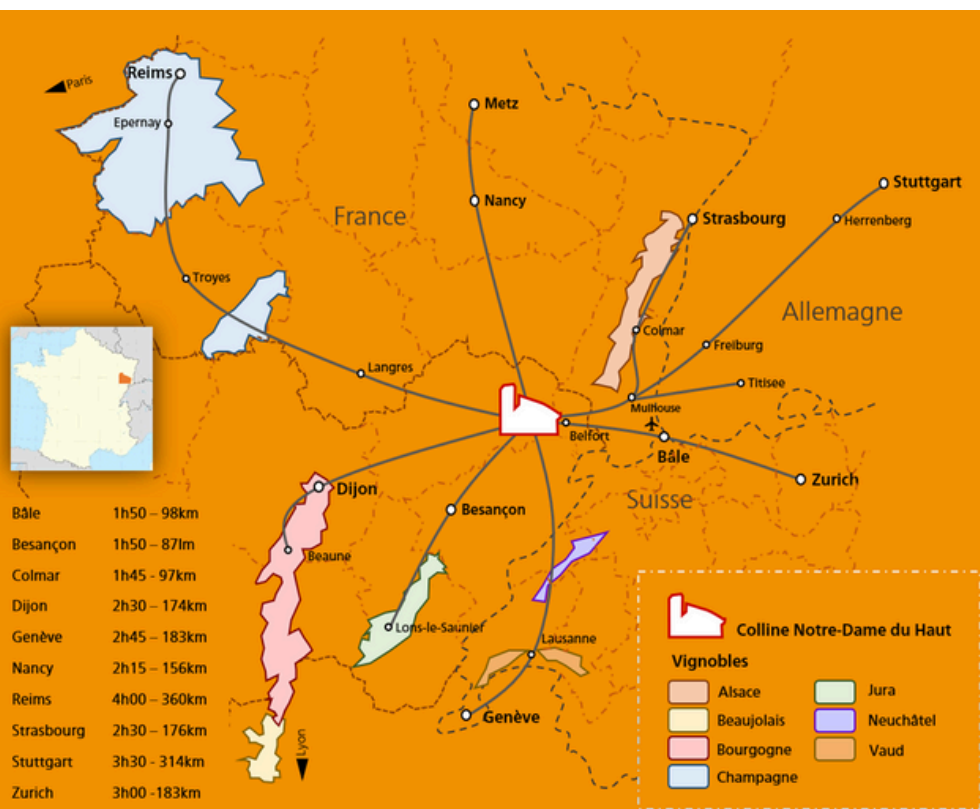 Paris
Reims
Epernay
Metz
Nancy
France
Stuttgart
Strasbourg
Herrenberg
Troyes
Allemagne
Colmar
Freiburg
Langres
Titisee
Mulhouse
Belfort
Bâle
Dijon
Zurich
Suisse
Besançon
Beaune
Lons-le-Saunier
Lausanne
Genève
Lyon
Bâle 1h50 – 98km
Besançon 1h50 – 87lm
Colmar 1h45 - 97km
Dijon 2h30 – 174km
Genève 2h45 - 183km
Nancy 2h15 – 156km
Reims 4h00 – 360km
Strasbourg 2h30 – 176km
Stuttgart 3h30 - 314km
Zurich 3h00 -183km
Colline Notre-Dame du Haut
Vignobles
Alsace
Beaujolais
Bourgogne
Champagne
Jura
Neuchâtel
Vaud